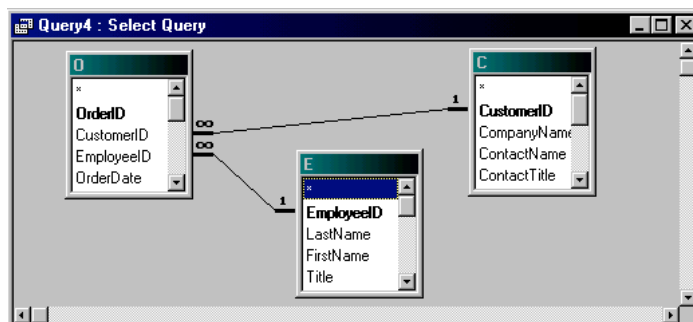 Query4 : Select Query
O
*
OrderID
CustomerID
EmployeeID
OrderDate
∞
∞
1
E
*
EmployeeID
LastName
FirstName
Title
1
C
*
CustomerID
CompanyName
ContactName
ContactTitle